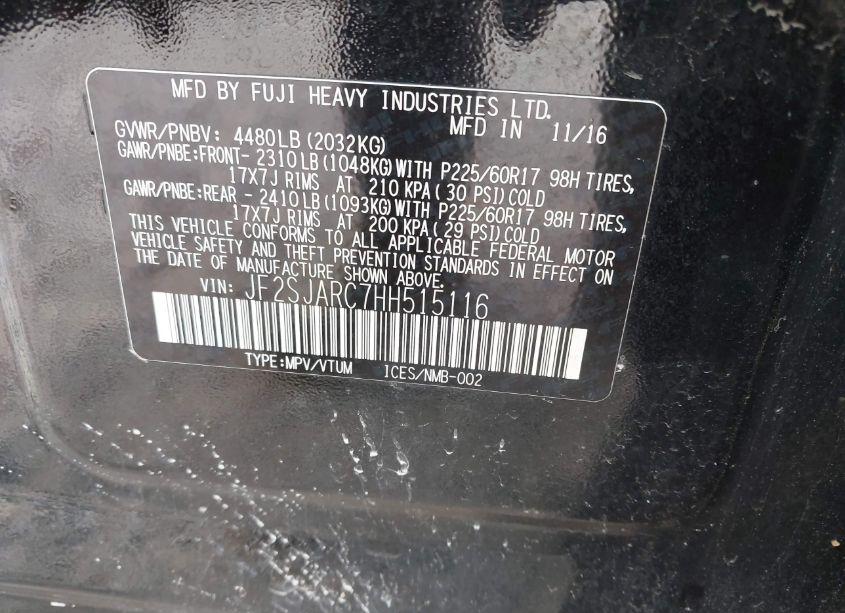 MFD BY FUJI HEAVY INDUSTRIES LTD.
MFD IN 11/16
GVWR/PNBV: 4480LB(2032KG)
GAWR/PNBE:FRONT- 2310LB(1048KG)WITH P225/60R17 98H TIRES,
17X7J RIMS AT 210 KPA( 30 PSI)COLD
GAWR/PNBE:REAR - 2410LB(1093KG)WITH P225/60R17 98H TIRES,
17X7J RIMS AT 200 KPA( 29 PSI)COLD
THIS VEHICLE CONFORMS TO ALL APPLICABLE FEDERAL MOTOR
VEHICLE SAFETY AND THEFT PREVENTION STANDARDS IN EFFECT ON
THE DATE OF MANUFACTURE SHOWN ABOVE.
VIN: JF2SJARC7HH515116
TYPE:MPV/VTUM ICES/NMB-002